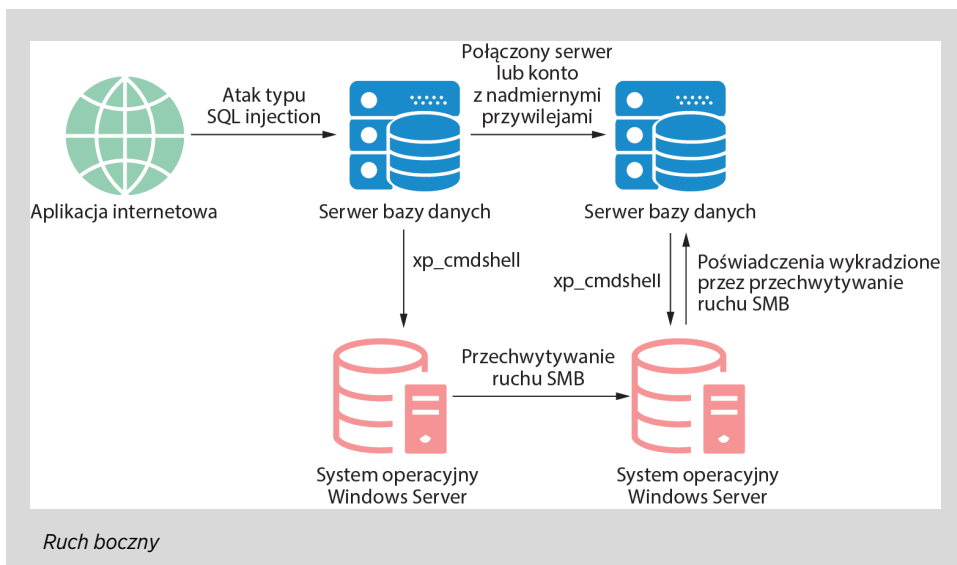 Połączony serwer
lub konto
z nadmiernymi
przywilejami
Atak typu
SQL injection
Aplikacja internetowa
Serwer bazy danych
Serwer bazy danych
xp_cmdshell
xp_cmdshell
Poświadczenia wykradzione
przez przechwytywanie
ruchu SMB
Przechwytywanie
ruchu SMB
System operacyjny
Windows Server
System operacyjny
Windows Server
Ruch boczny